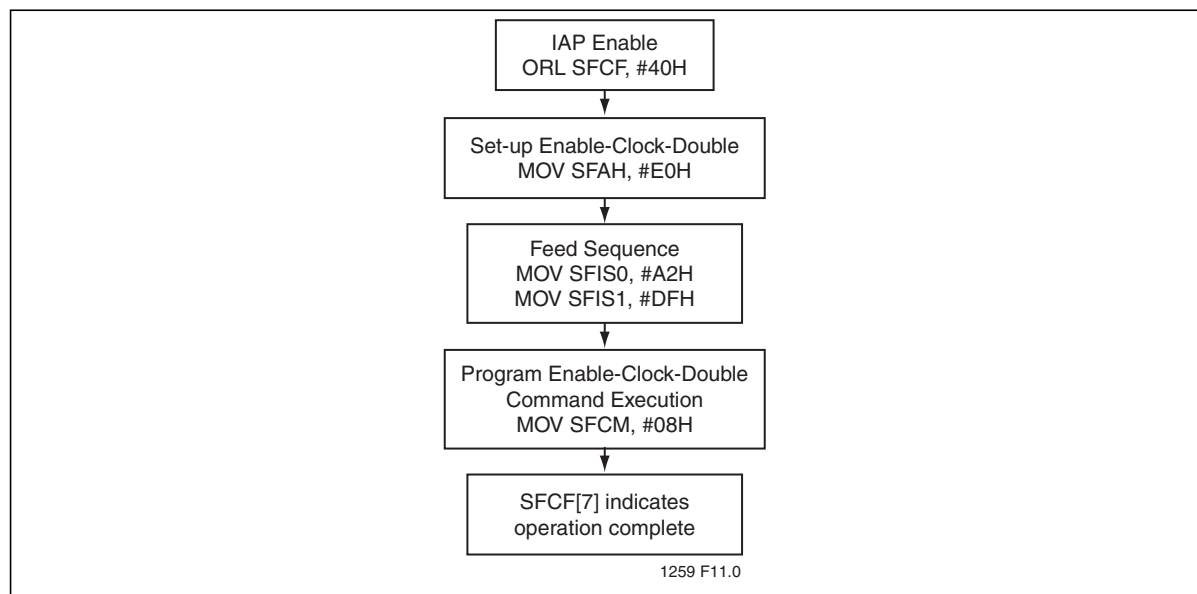 IAP Enable
ORL SFCF, #40H
Set-up Enable-Clock-Double
MOV SFAH, #E0H
Feed Sequence
MOV SFIS0, #A2H
MOV SFIS1, #DFH
Program Enable-Clock-Double
Command Execution
MOV SFCM, #08H
SFCF[7] indicates
operation complete
1259 F11.0